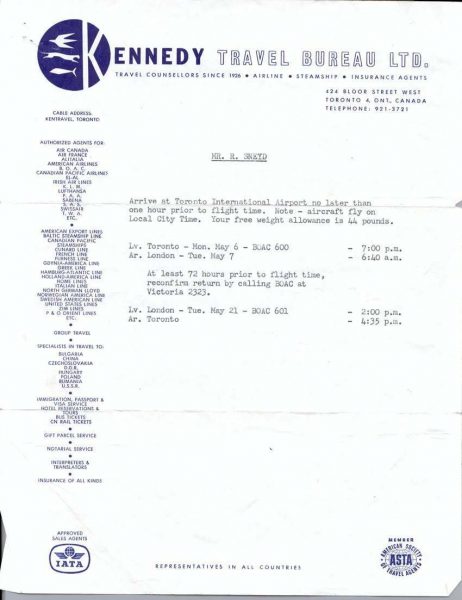 KENNEDY TRAVEL BUREAU LTD.
TRAVEL COUNSELLORS SINCE 1926 • AIRLINE • STEAMSHIP • INSURANCE AGENTS
424 BLOOR STREET WEST
TORONTO 4, ONT., CANADA
TELEPHONE: 921-3721
CABLE ADDRESS:
KENTRAVEL, TORONTO
AUTHORIZED AGENTS FOR:
AIR CANADA
AIR FRANCE
ALITALIA
AMERICAN AIRLINES
B. O. A. C.
CANADIAN PACIFIC AIRLINES
EL-AL
IRISH AIR LINES
K. L. M.
LUFTHANSA
P. A. A.
SABENA
S. A. S.
SWISSAIR
T. W. A.
ETC.
•
AMERICAN EXPORT LINES
BALTIC STEAMSHIP LINE
CANADIAN PACIFIC
STEAMSHIPS
CUNARD LINE
FRENCH LINE
FURNESS LINE
GDYNIA-AMERICA LINE
GREEK LINE
HAMBURG-ATLANTIC LINE
HOLLAND-AMERICA LINE
HOME LINES
ITALIAN LINE
NORTH GERMAN LLOYD
NORWEGIAN AMERICA LINE
SWEDISH AMERICAN LINE
UNITED STATES LINES
ZIM LINES
P & O ORIENT LINES
ETC.
•
GROUP TRAVEL
•
SPECIALISTS IN TRAVEL TO:
BULGARIA
CHINA
CZECHOSLOVAKIA
D.D.R.
HUNGARY
POLAND
RUMANIA
U.S.S.R.
•
IMMIGRATION, PASSPORT &
VISA SERVICE
HOTEL RESERVATIONS &
TOURS
BUS TICKETS
CN RAIL TICKETS
•
GIFT PARCEL SERVICE
•
NOTARIAL SERVICE
•
INTERPRETERS &
TRANSLATORS
•
INSURANCE OF ALL KINDS
MR. R. SNEYD
Arrive at Toronto International Airport no later than
one hour prior to flight time. Note - aircraft fly on
Local City Time. Your free weight allowance is 44 pounds.
Lv. Toronto - Mon. May 6 - BOAC 600 - 7:00 p.m.
Ar. London - Tue. May 7 - 6:40 a.m.
At least 72 hours prior to flight time,
reconfirm return by calling BOAC at
Victoria 2323.
Lv. London - Tue. May 21 - BOAC 601 - 2:00 p.m.
Ar. Toronto - 4:35 p.m.
APPROVED
SALES AGENTS
IATA
REPRESENTATIVES IN ALL COUNTRIES
MEMBER
AMERICAN SOCIETY
OF TRAVEL AGENTS
ASTA